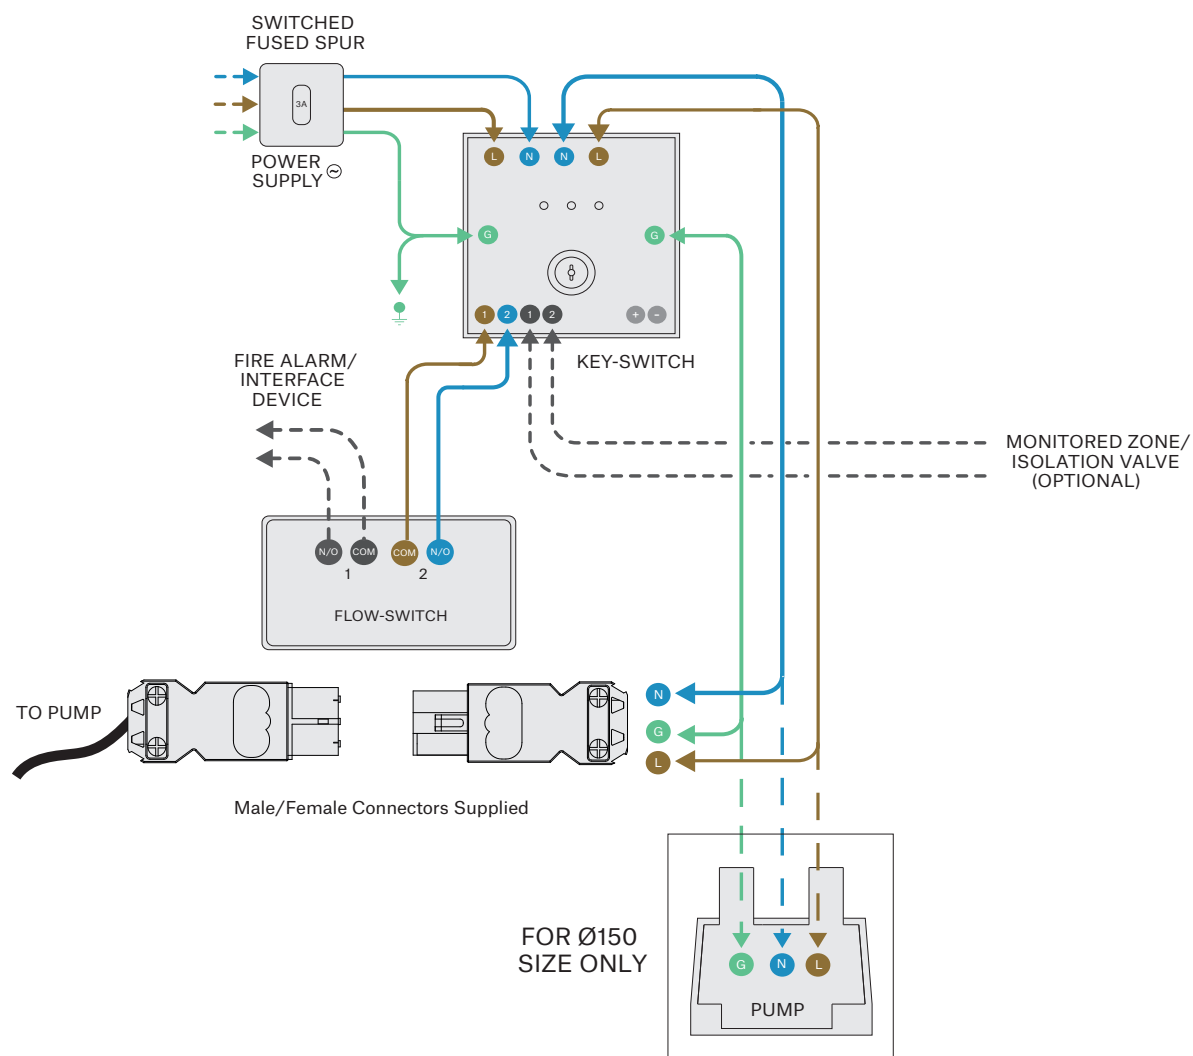 SWITCHED
FUSED SPUR
3A
POWER
SUPPLY
L N N L
G G
1 2 1 2 + -
KEY-SWITCH
FIRE ALARM/
INTERFACE
DEVICE
MONITORED ZONE/
ISOLATION VALVE
(OPTIONAL)
N/O COM COM N/O
1 2
FLOW-SWITCH
TO PUMP
N
G
L
Male/Female Connectors Supplied
FOR Ø150
SIZE ONLY
G N L
PUMP